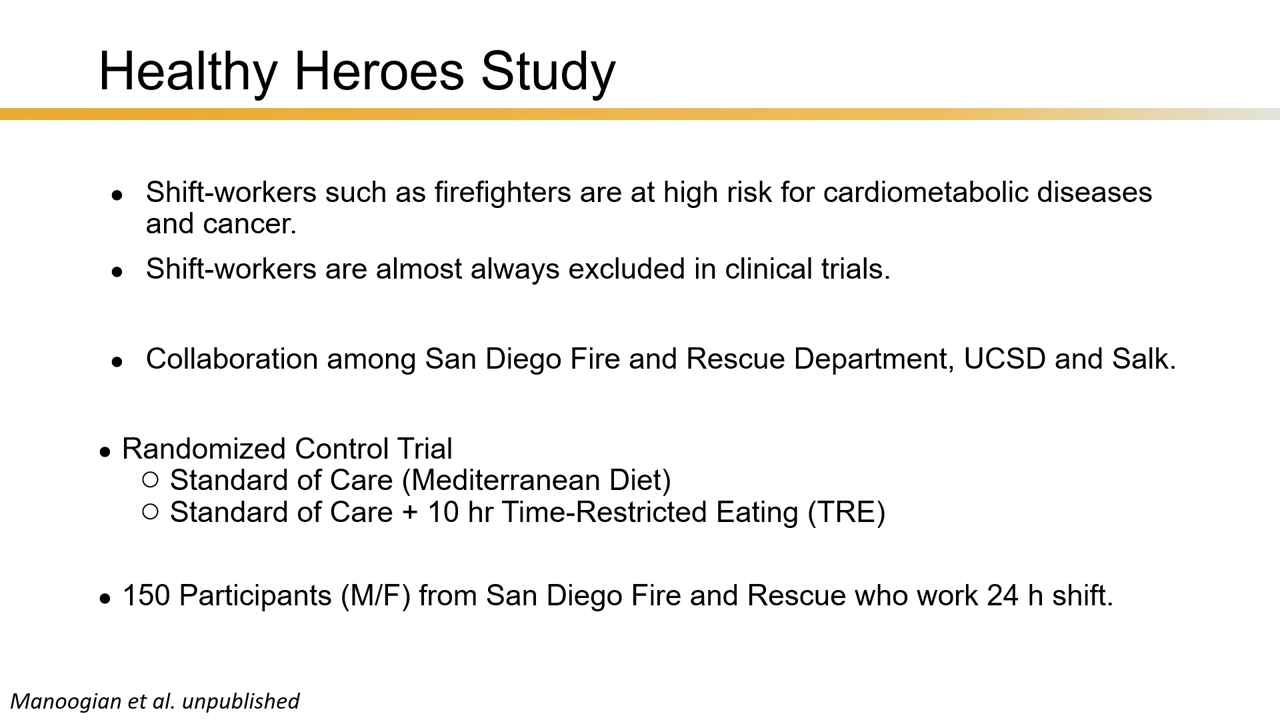 Healthy Heroes Study
● Shift-workers such as firefighters are at high risk for cardiometabolic diseases
and cancer.
● Shift-workers are almost always excluded in clinical trials.
● Collaboration among San Diego Fire and Rescue Department, UCSD and Salk.
● Randomized Control Trial
○ Standard of Care (Mediterranean Diet)
○ Standard of Care + 10 hr Time-Restricted Eating (TRE)
● 150 Participants (M/F) from San Diego Fire and Rescue who work 24 h shift.
Manoogian et al. unpublished